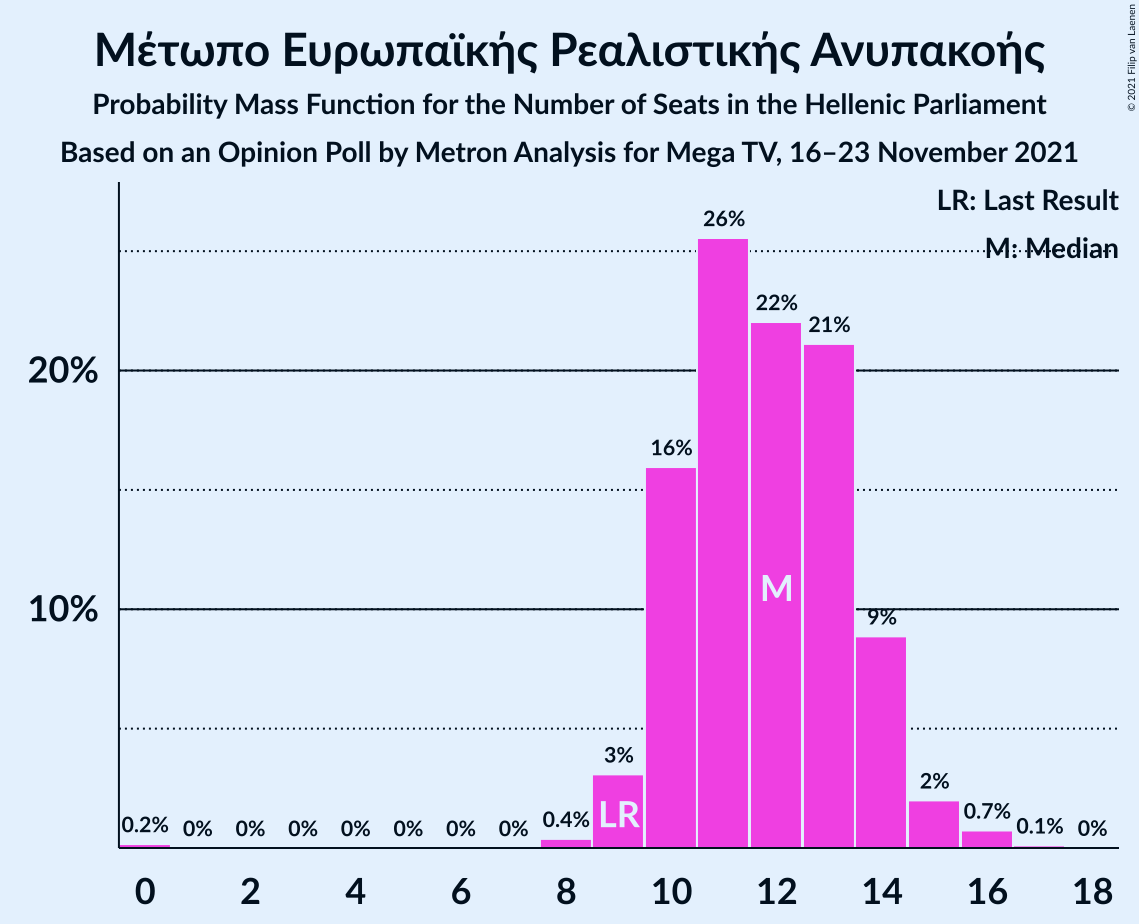 Μέτωπο Ευρωπαϊκής Ρεαλιστικής Ανυπακοής
Probability Mass Function for the Number of Seats in the Hellenic Parliament
Based on an Opinion Poll by Metron Analysis for Mega TV, 16–23 November 2021
© 2021 Filip van Laenen
LR: Last Result
M: Median
26%
22%
21%
20%
16%
M
10%
9%
3%
2%
LR
0.2% 0% 0% 0% 0% 0% 0% 0% 0.4% 0.7% 0.1% 0%
0 2 4 6 8 10 12 14 16 18